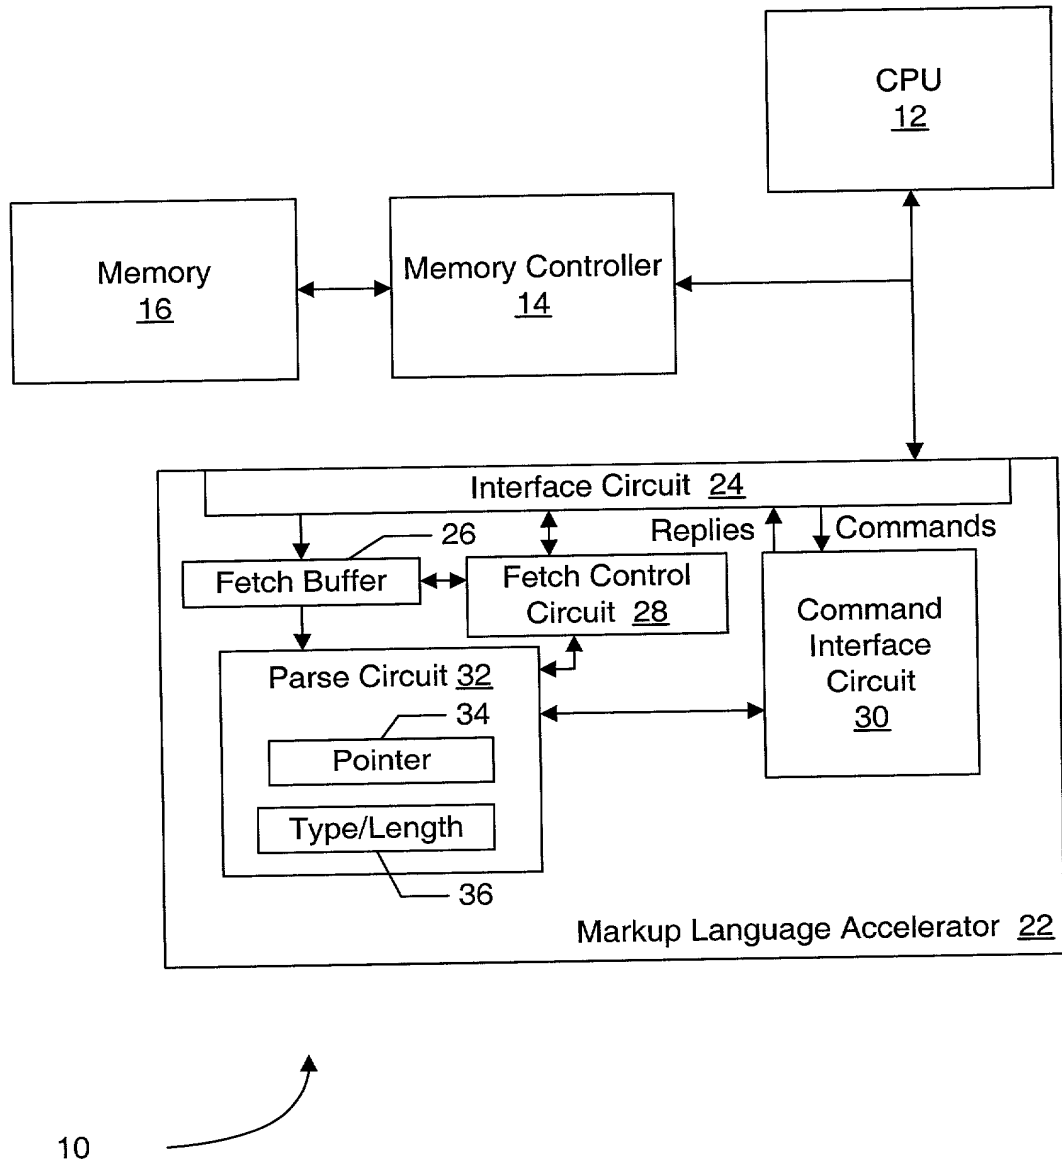 CPU
12
Memory
16
Memory Controller
14
Interface Circuit 24
26
Replies
Commands
Fetch Buffer
Fetch Control
Circuit 28
Command
Interface
Circuit
30
Parse Circuit 32
34
Pointer
Type/Length
36
Markup Language Accelerator 22
10